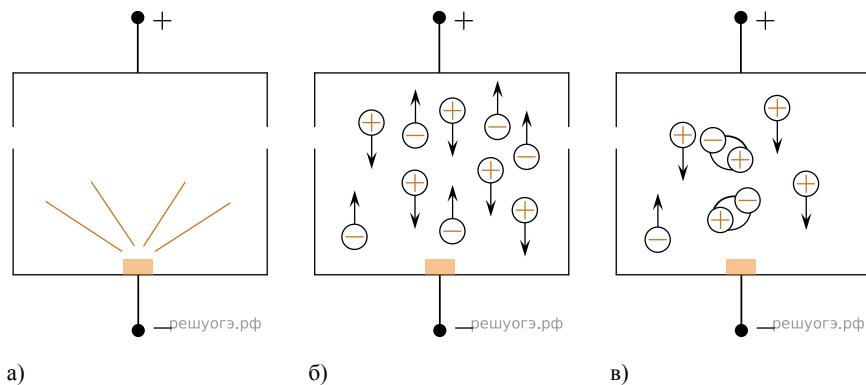 + + +
− решуогэ.рф − решуогэ.рф − решуогэ.рф
а) б) в)